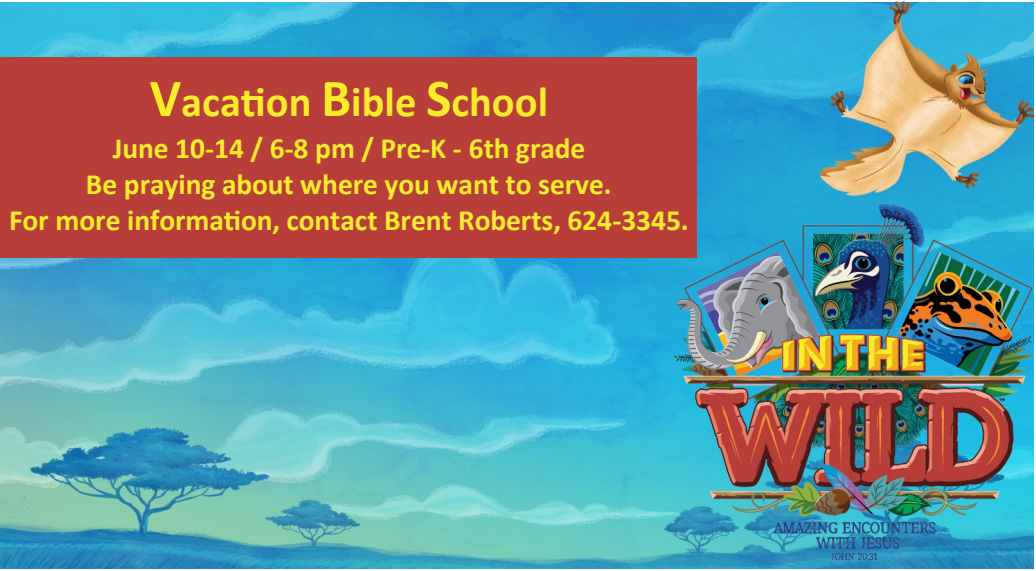 Vacation Bible School
June 10-14 / 6-8 pm / Pre-K - 6th grade
Be praying about where you want to serve.
For more information, contact Brent Roberts, 624-3345.
IN THE
WILD
™
AMAZING ENCOUNTERS
WITH JESUS
JOHN 20:31